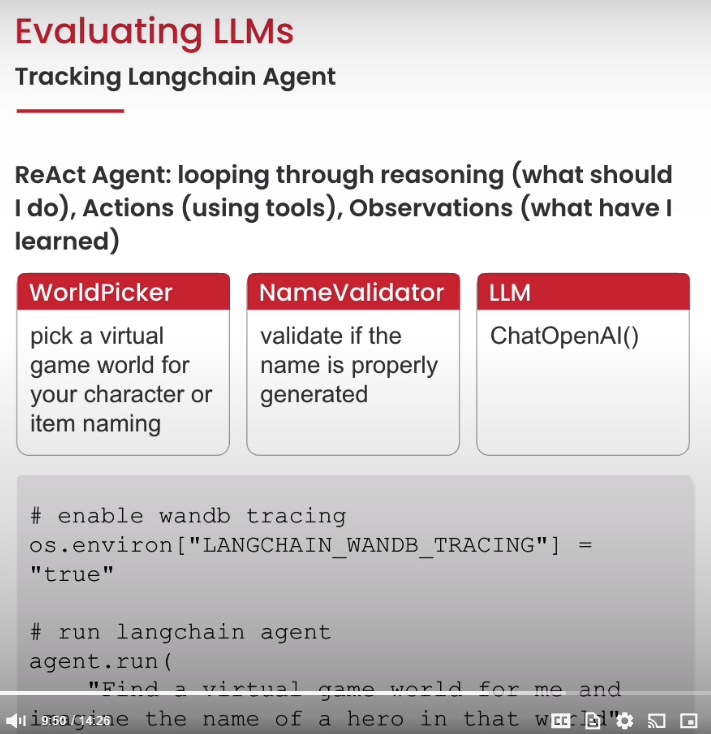 Evaluating LLMs
Tracking Langchain Agent
ReAct Agent: looping through reasoning (what should
I do), Actions (using tools), Observations (what have I
learned)
WorldPicker
pick a virtual
game world for
your character or
item naming
NameValidator
validate if the
name is properly
generated
LLM
ChatOpenAI()
# enable wandb tracing
os.environ["LANGCHAIN_WANDB_TRACING"] =
"true"
# run langchain agent
agent.run(
"Find a virtual game world for me and
imagine the name of a hero in that world"
9:50 / 14:26
CC